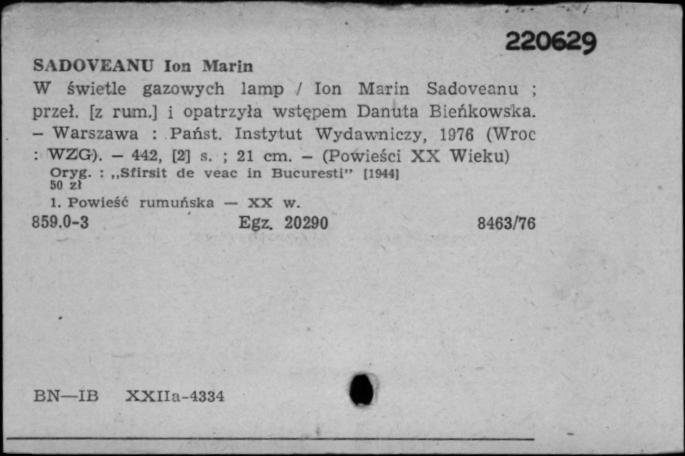 220629
SADOVEANU Ion Marin
W świetle gazowych lamp / Ion Marin Sadoveanu ;
przeł. [z rum.] i opatrzyła wstępem Danuta Bieńkowska.
– Warszawa : Państ. Instytut Wydawniczy, 1976 (Wroc
: WZG). – 442, [2] s. ; 21 cm. – (Powieści XX Wieku)
Oryg. : „Sfirsit de veac in Bucuresti” [1944]
50 zł
1. Powieść rumuńska — XX w.
859.0-3 Egz. 20290 8463/76
BN—IB XXIIa-4334